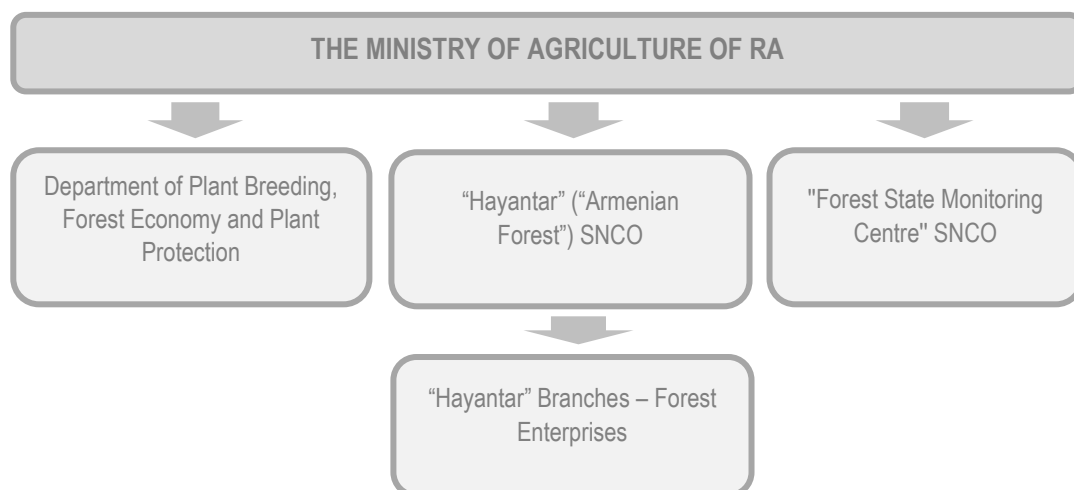 THE MINISTRY OF AGRICULTURE OF RA
Department of Plant Breeding,
Forest Economy and Plant
Protection
“Hayantar” (“Armenian
Forest”) SNCO
"Forest State Monitoring
Centre" SNCO
“Hayantar” Branches – Forest
Enterprises